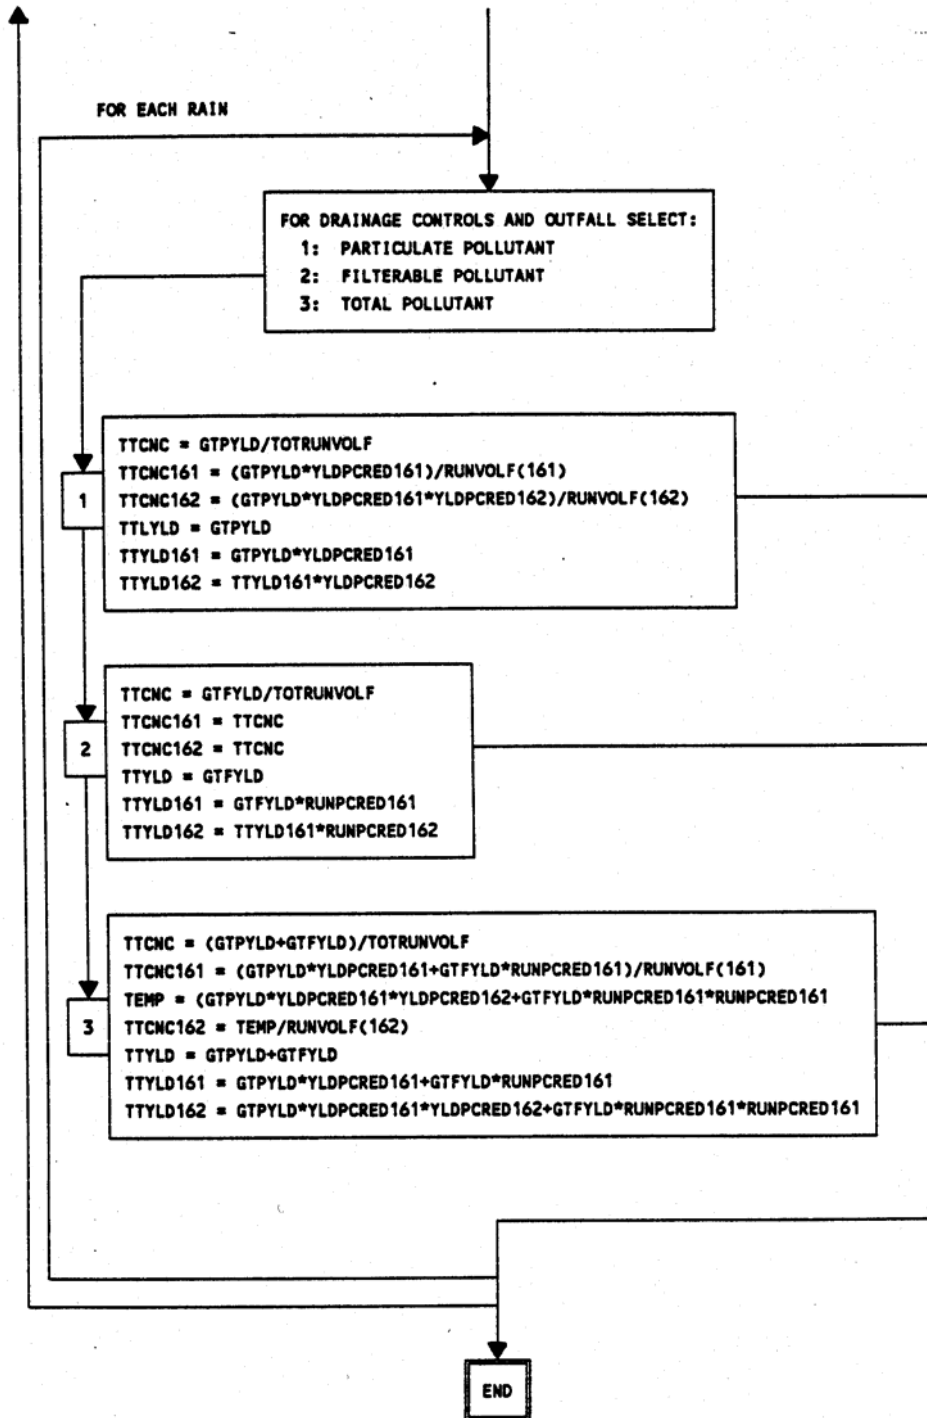 FOR EACH RAIN
FOR DRAINAGE CONTROLS AND OUTFALL SELECT:
1: PARTICULATE POLLUTANT
2: FILTERABLE POLLUTANT
3: TOTAL POLLUTANT
TTCNC = GTPYLD/TOTRUNVOLF
TTCNC161 = (GTPYLD*YLDPCRED161)/RUNVOLF(161)
1
TTCNC162 = (GTPYLD*YLDPCRED161*YLDPCRED162)/RUNVOLF(162)
TTLYLD = GTPYLD
TTYLD161 = GTPYLD*YLDPCRED161
TTYLD162 = TTYLD161*YLDPCRED162
TTCNC = GTFYLD/TOTRUNVOLF
TTCNC161 = TTCNC
2
TTCNC162 = TTCNC
TTYLD = GTFYLD
TTYLD161 = GTFYLD*RUNPCRED161
TTYLD162 = TTYLD161*RUNPCRED162
TTCNC = (GTPYLD+GTFYLD)/TOTRUNVOLF
TTCNC161 = (GTPYLD*YLDPCRED161+GTFYLD*RUNPCRED161)/RUNVOLF(161)
TEMP = (GTPYLD*YLDPCRED161*YLDPCRED162+GTFYLD*RUNPCRED161*RUNPCRED161
3
TTCNC162 = TEMP/RUNVOLF(162)
TTYLD = GTPYLD+GTFYLD
TTYLD161 = GTPYLD*YLDPCRED161+GTFYLD*RUNPCRED161
TTYLD162 = GTPYLD*YLDPCRED161*YLDPCRED162+GTFYLD*RUNPCRED161*RUNPCRED161
END